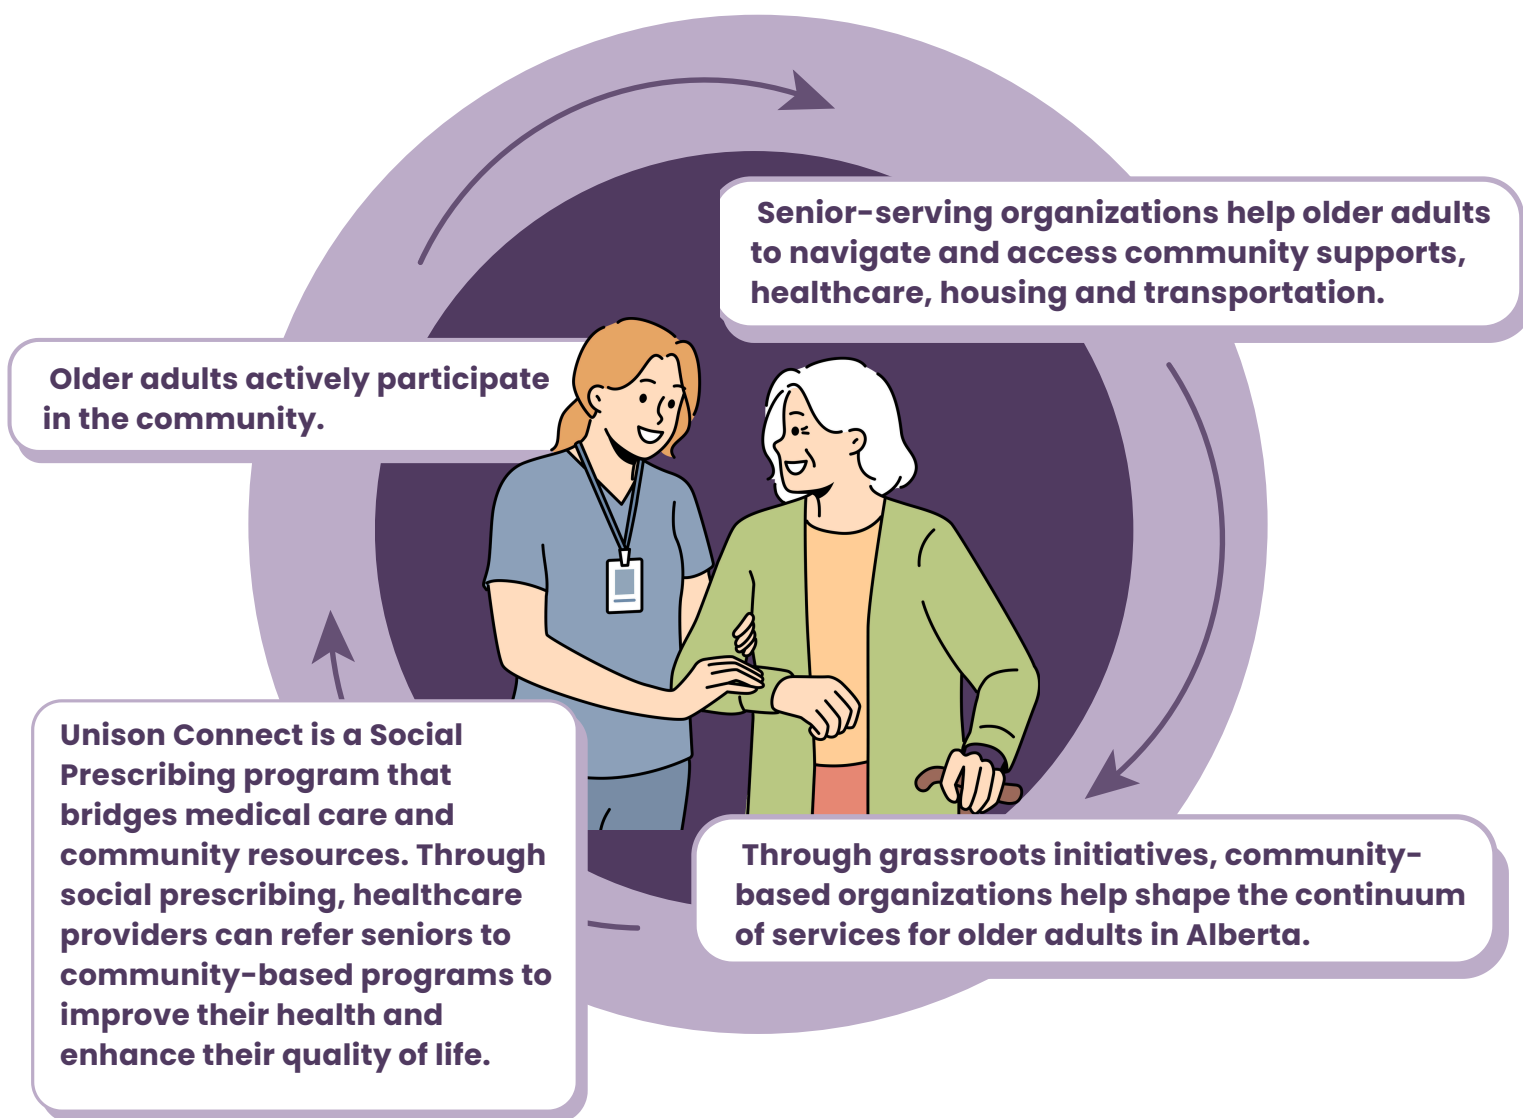 Senior-serving organizations help older adults
to navigate and access community supports,
healthcare, housing and transportation.
Older adults actively participate
in the community.
Unison Connect is a Social
Prescribing program that
bridges medical care and
community resources. Through
social prescribing, healthcare
providers can refer seniors to
community-based programs to
improve their health and
enhance their quality of life.
Through grassroots initiatives, community-
based organizations help shape the continuum
of services for older adults in Alberta.